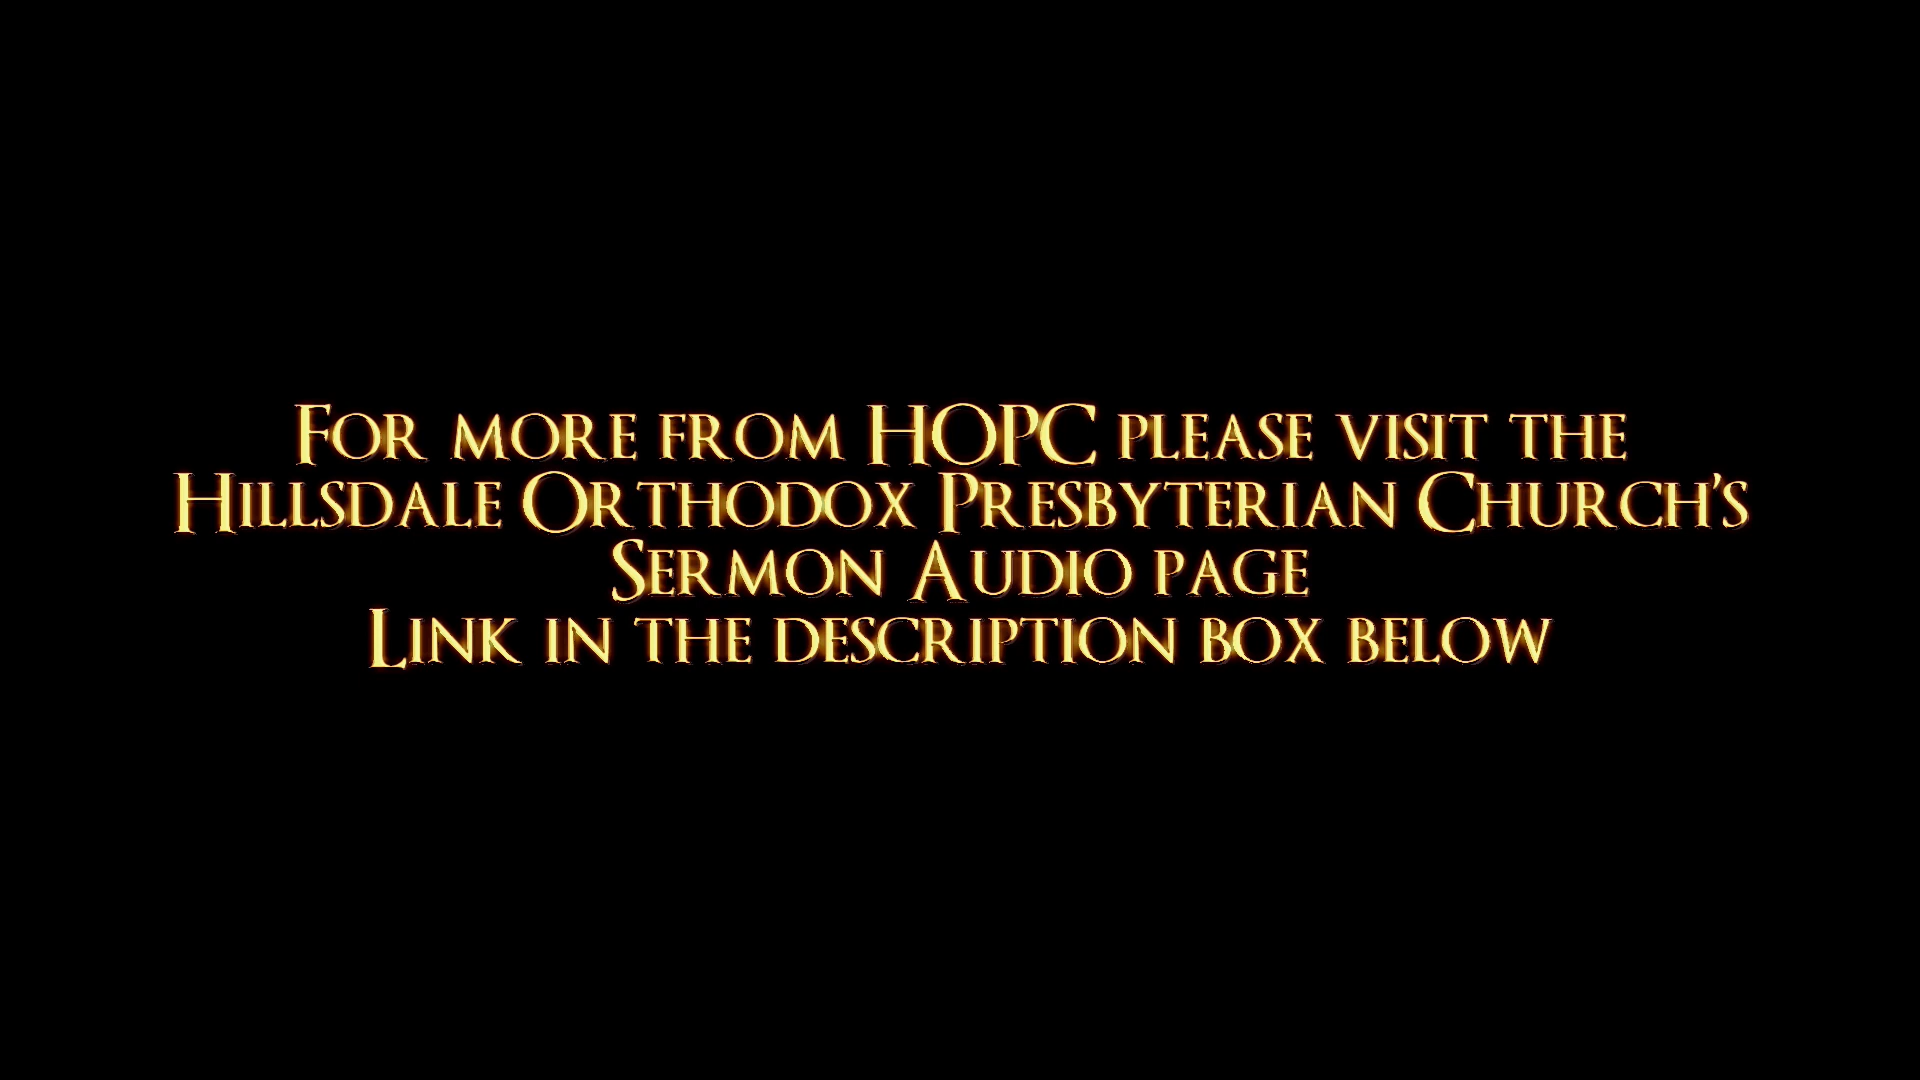 For more from HOPC please visit the
Hillsdale Orthodox Presbyterian Church's
Sermon Audio page
Link in the description box below